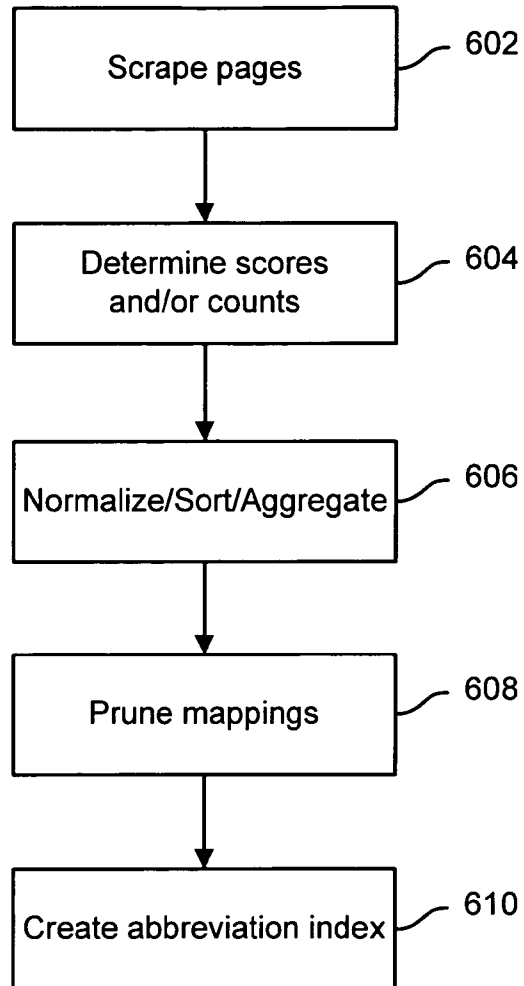 Scrape pages
602
Determine scores
and/or counts
604
Normalize/Sort/Aggregate
606
Prune mappings
608
Create abbreviation index
610